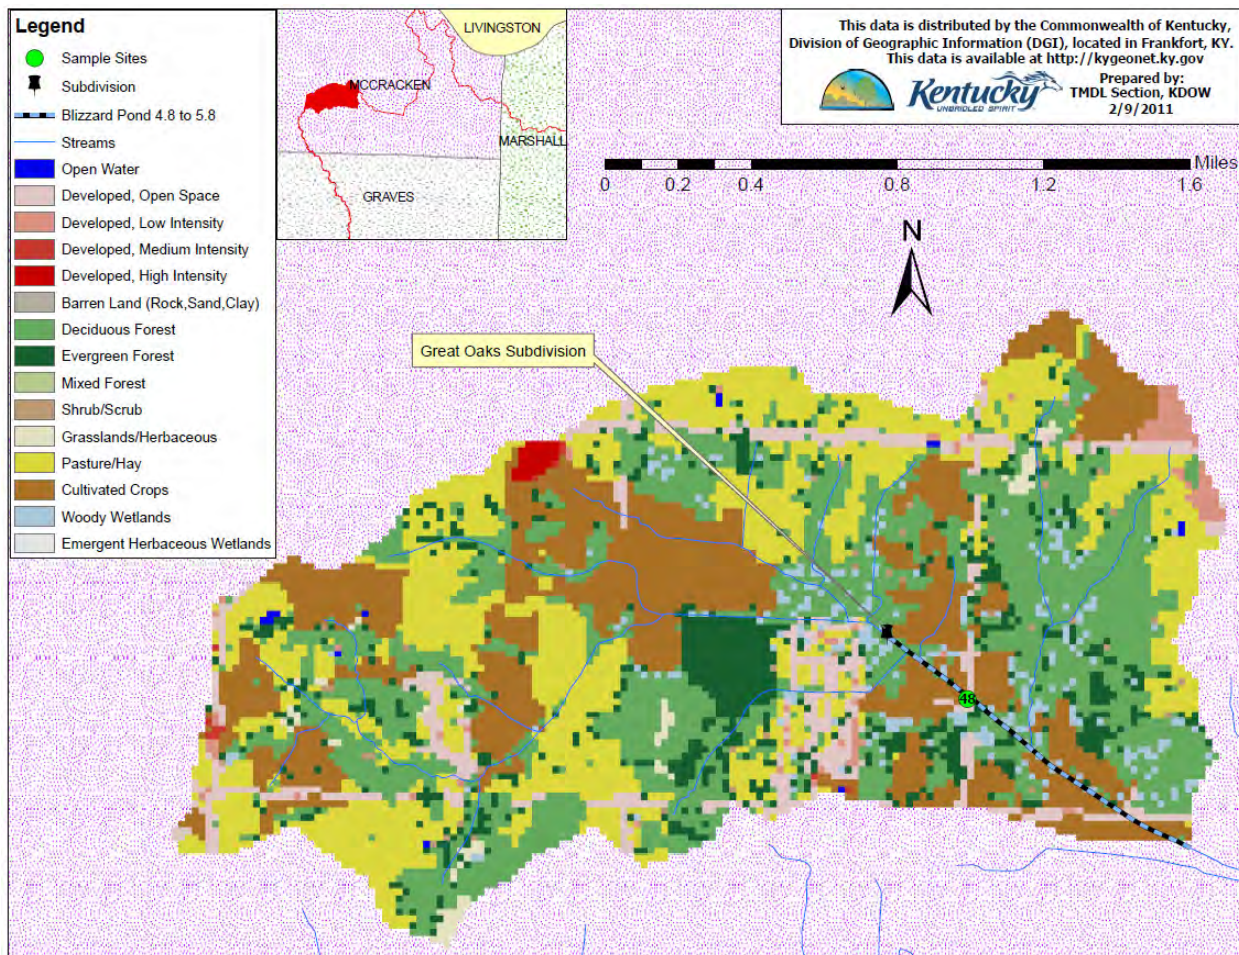 Legend
Sample Sites
Subdivision
Blizzard Pond 4.8 to 5.8
Streams
Open Water
Developed, Open Space
Developed, Low Intensity
Developed, Medium Intensity
Developed, High Intensity
Barren Land (Rock,Sand,Clay)
Deciduous Forest
Evergreen Forest
Mixed Forest
Shrub/Scrub
Grasslands/Herbaceous
Pasture/Hay
Cultivated Crops
Woody Wetlands
Emergent Herbaceous Wetlands
LIVINGSTON
MCCRACKEN
MARSHALL
GRAVES
This data is distributed by the Commonwealth of Kentucky,
Division of Geographic Information (DGI), located in Frankfort, KY.
This data is available at http://kygeonet.ky.gov
Kentucky
UNBRIDLED SPIRIT
Prepared by:
TMDL Section, KDOW
2/9/2011
Miles
0 0.2 0.4 0.8 1.2 1.6
N
Great Oaks Subdivision
48